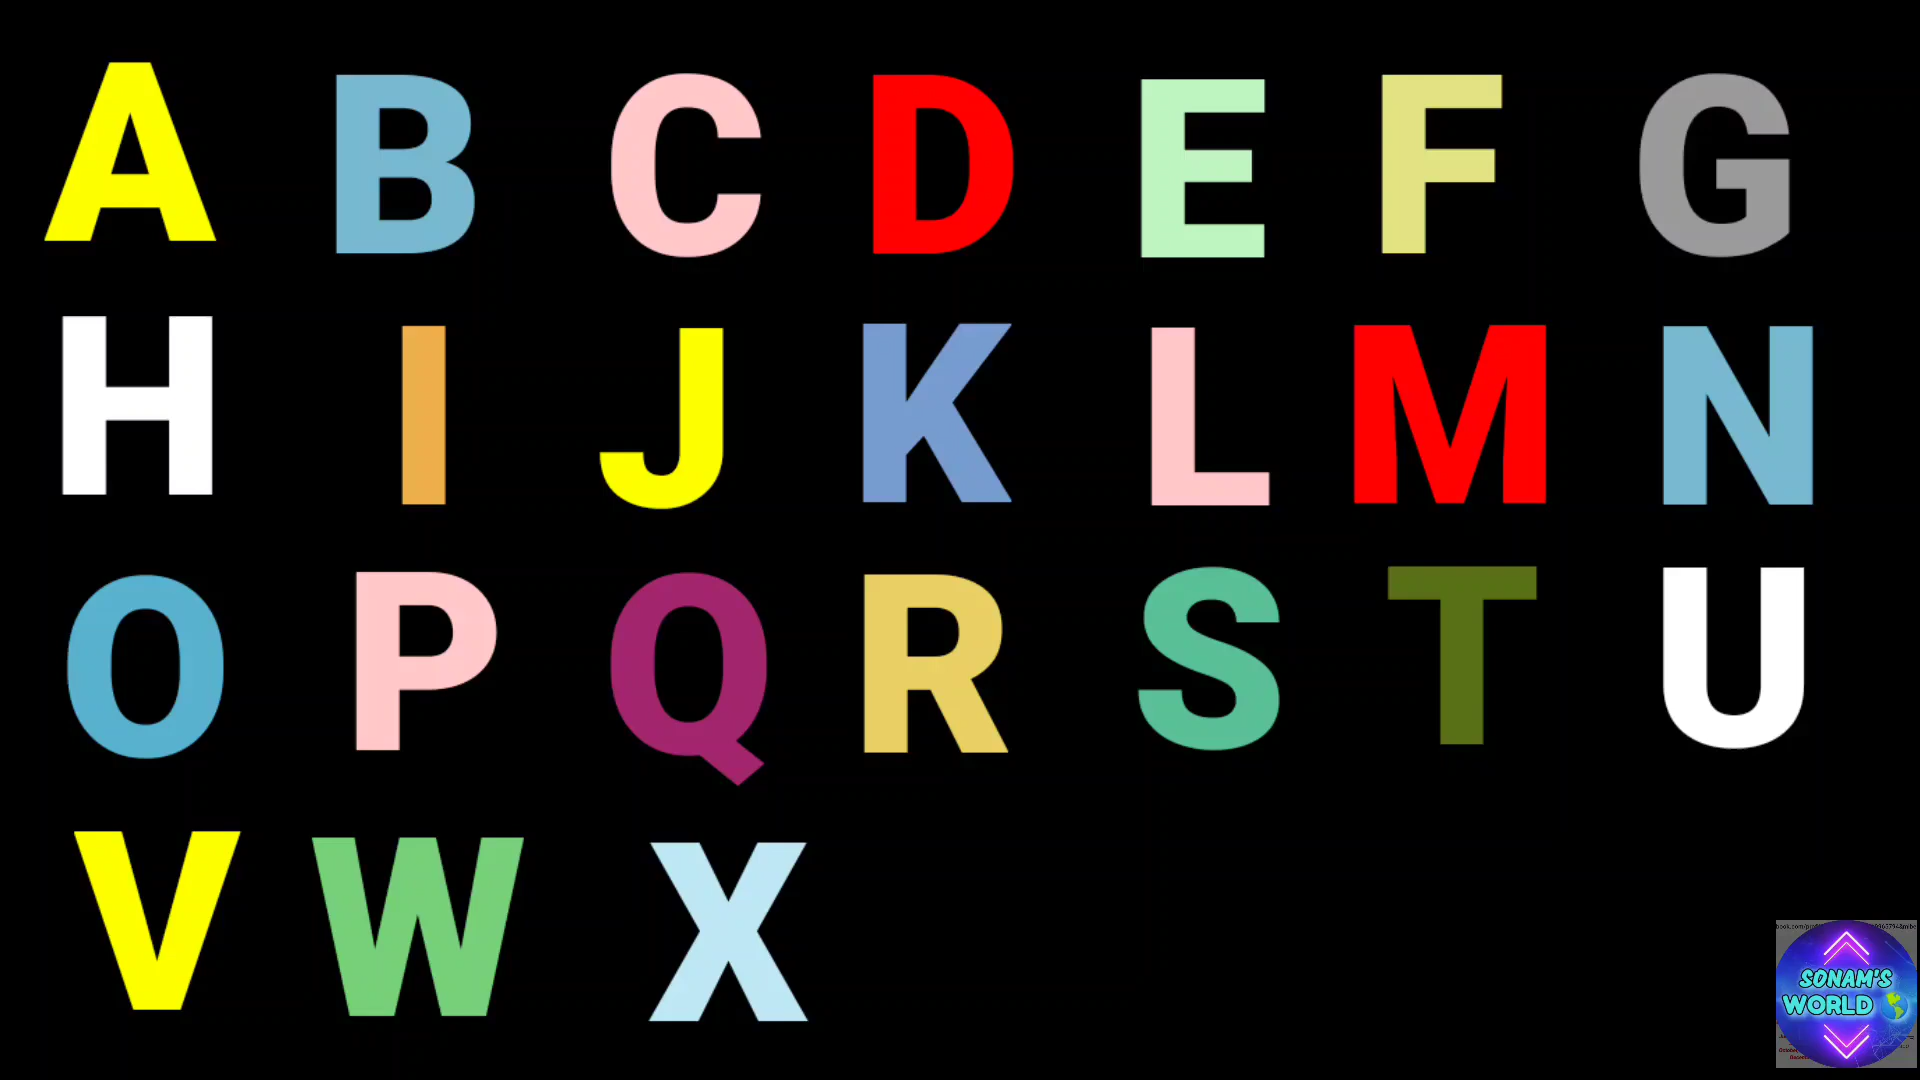 A B C D E F G
H I J K L M N
O P Q R S T U
V W X
SONAM'S
WORLD